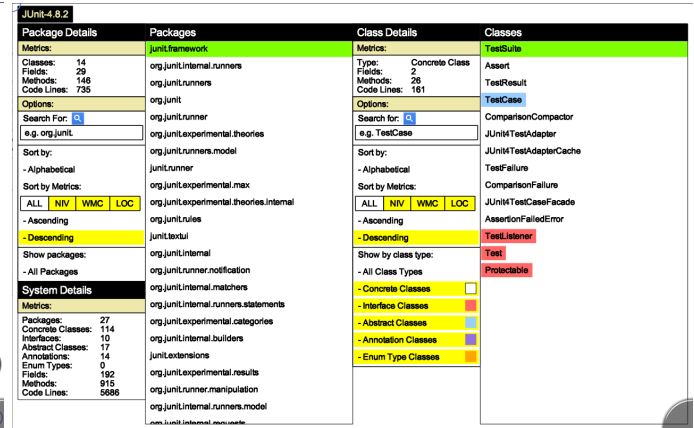 JUnit-4.8.2
Package Details
Metrics:
Classes: 14
Fields: 29
Methods: 146
Code Lines: 735
Options:
Search For:
e.g. org.junit.
Sort by:
- Alphabetical
Sort by Metrics:
ALL NIV WMC LOC
- Ascending
- Descending
Show packages:
- All Packages
System Details
Metrics:
Packages: 27
Concrete Classes: 114
Interfaces: 10
Abstract Classes: 17
Annotations: 14
Enum Types: 0
Fields: 192
Methods: 915
Code Lines: 5686
Packages
junit.framework
org.junit.internal.runners
org.junit.runners
org.junit
org.junit.runner
org.junit.experimental.theories
org.junit.runners.model
junit.runner
org.junit.experimental.max
org.junit.experimental.theories.internal
org.junit.rules
junit.textui
org.junit.internal
org.junit.runner.notification
org.junit.internal.matchers
org.junit.internal.runners.statements
org.junit.experimental.categories
org.junit.internal.builders
junit.extensions
org.junit.experimental.results
org.junit.runner.manipulation
org.junit.internal.runners.model
org.junit.internal.requests
Class Details
Metrics:
Type: Concrete Class
Fields: 2
Methods: 26
Code Lines: 161
Options:
Search for:
e.g. TestCase
Sort by:
- Alphabetical
Sort by Metrics:
ALL NIV WMC LOC
- Ascending
- Descending
Show by class type:
- All Class Types
- Concrete Classes
- Interface Classes
- Abstract Classes
- Annotation Classes
- Enum Type Classes
Classes
TestSuite
Assert
TestResult
TestCase
ComparisonCompactor
JUnit4TestAdapter
JUnit4TestAdapterCache
TestFailure
ComparisonFailure
JUnit4TestCaseFacade
AssertionFailedError
TestListener
Test
Protectable